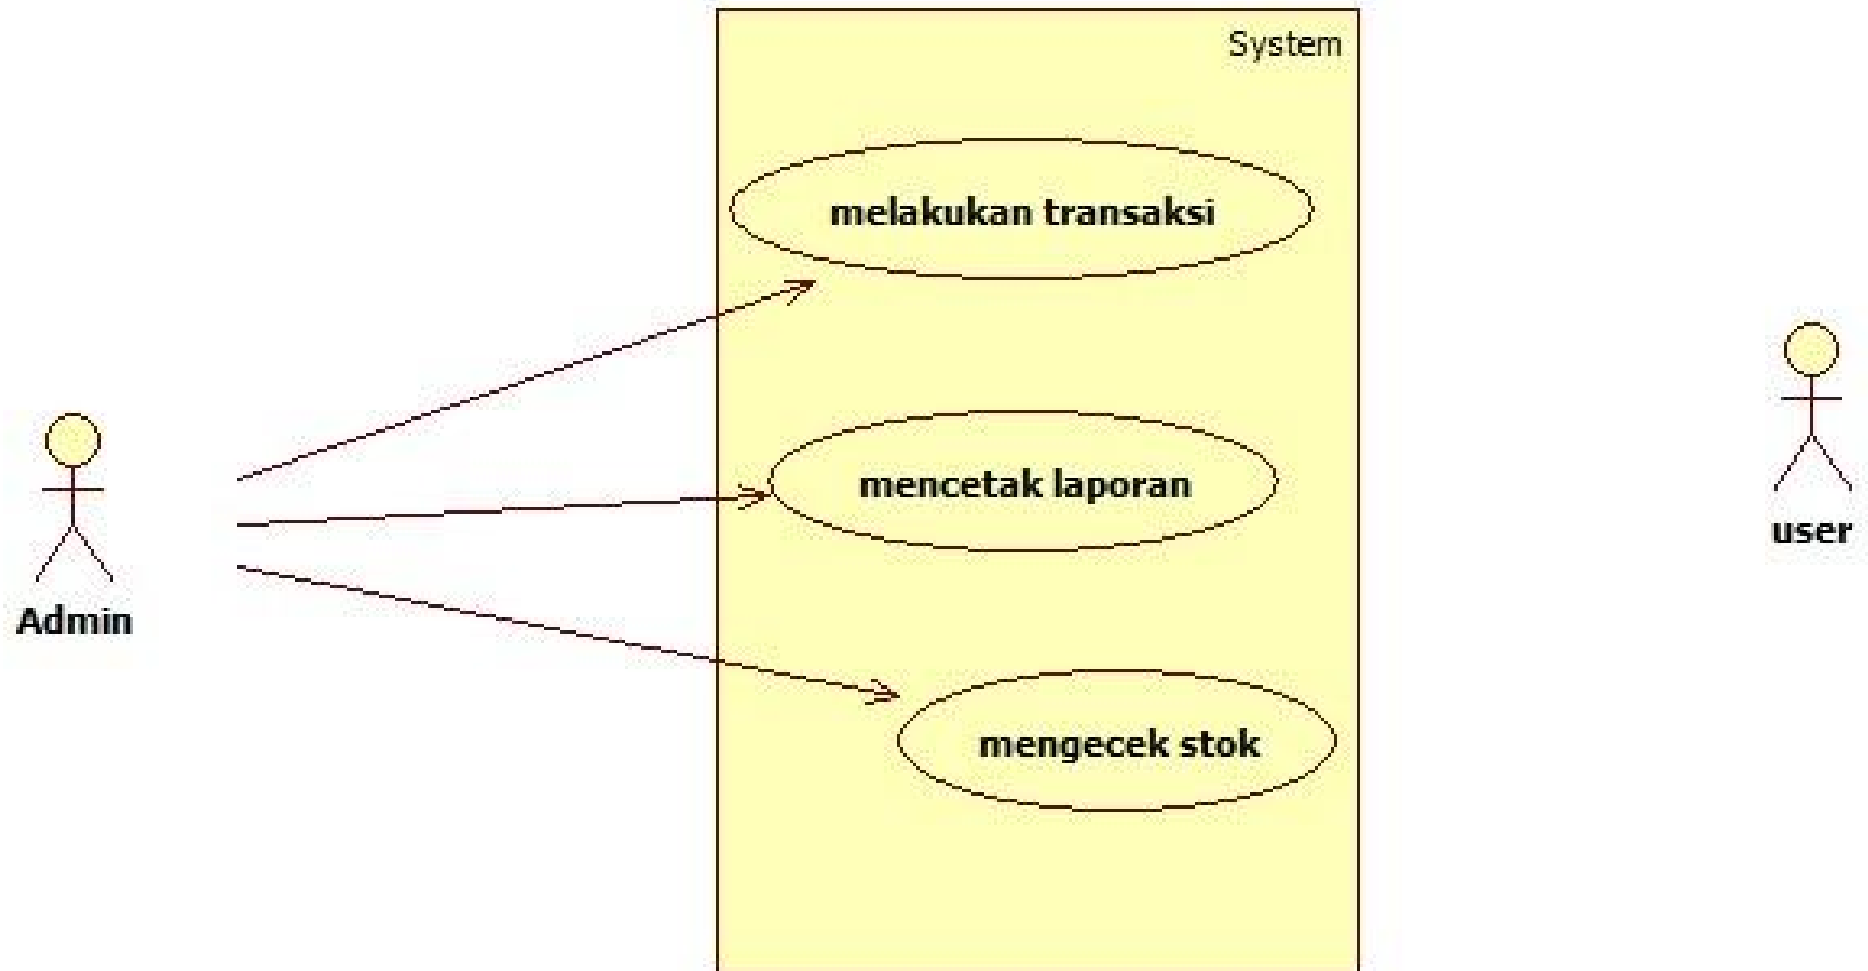 System
melakukan transaksi
mencetak laporan
mengecek stok
Admin
user